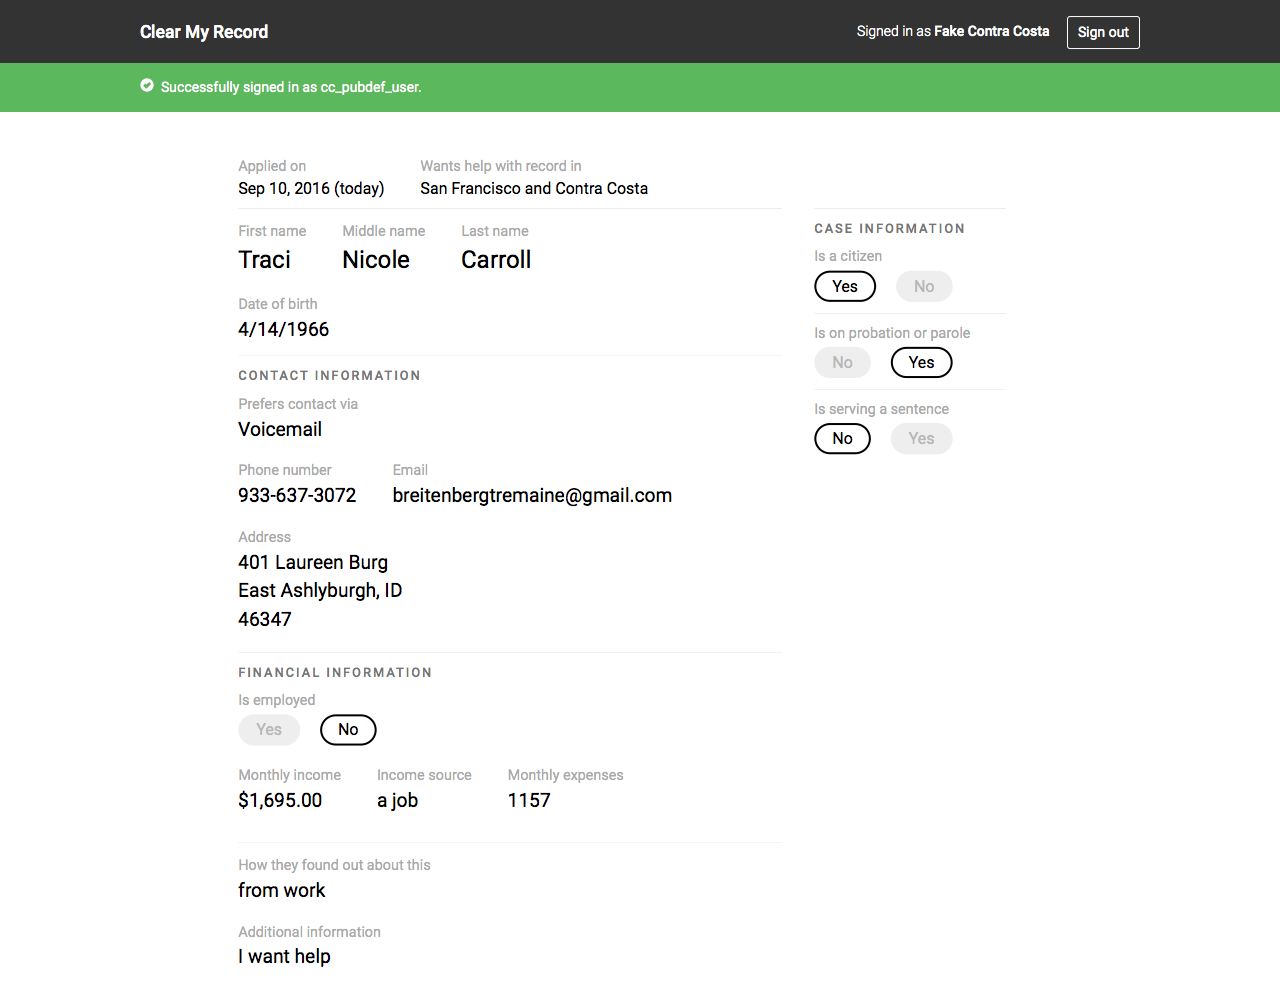 Clear My Record
Signed in as Fake Contra Costa
Sign out
Successfully signed in as cc_pubdef_user.
Applied on
Sep 10, 2016 (today)
Wants help with record in
San Francisco and Contra Costa
First name
Traci
Middle name
Nicole
Last name
Carroll
Date of birth
4/14/1966
CONTACT INFORMATION
Prefers contact via
Voicemail
Phone number
933-637-3072
Email
breitenbergtremaine@gmail.com
Address
401 Laureen Burg
East Ashlyburgh, ID
46347
FINANCIAL INFORMATION
Is employed
Yes No
Monthly income
$1,695.00
Income source
a job
Monthly expenses
1157
How they found out about this
from work
Additional information
I want help
CASE INFORMATION
Is a citizen
Yes No
Is on probation or parole
No Yes
Is serving a sentence
No Yes